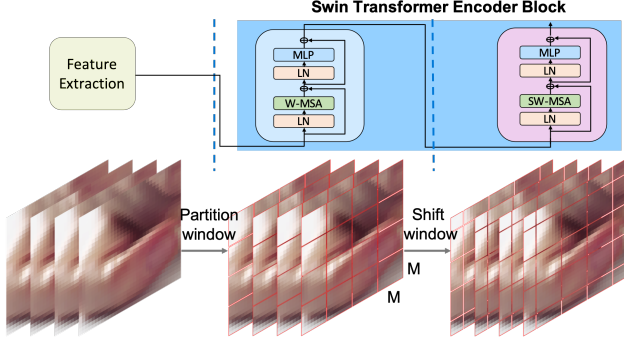 Swin Transformer Encoder Block
Feature
Extraction
MLP
LN
W-MSA
LN
MLP
LN
SW-MSA
LN
Partition
window
Shift
window
M
M